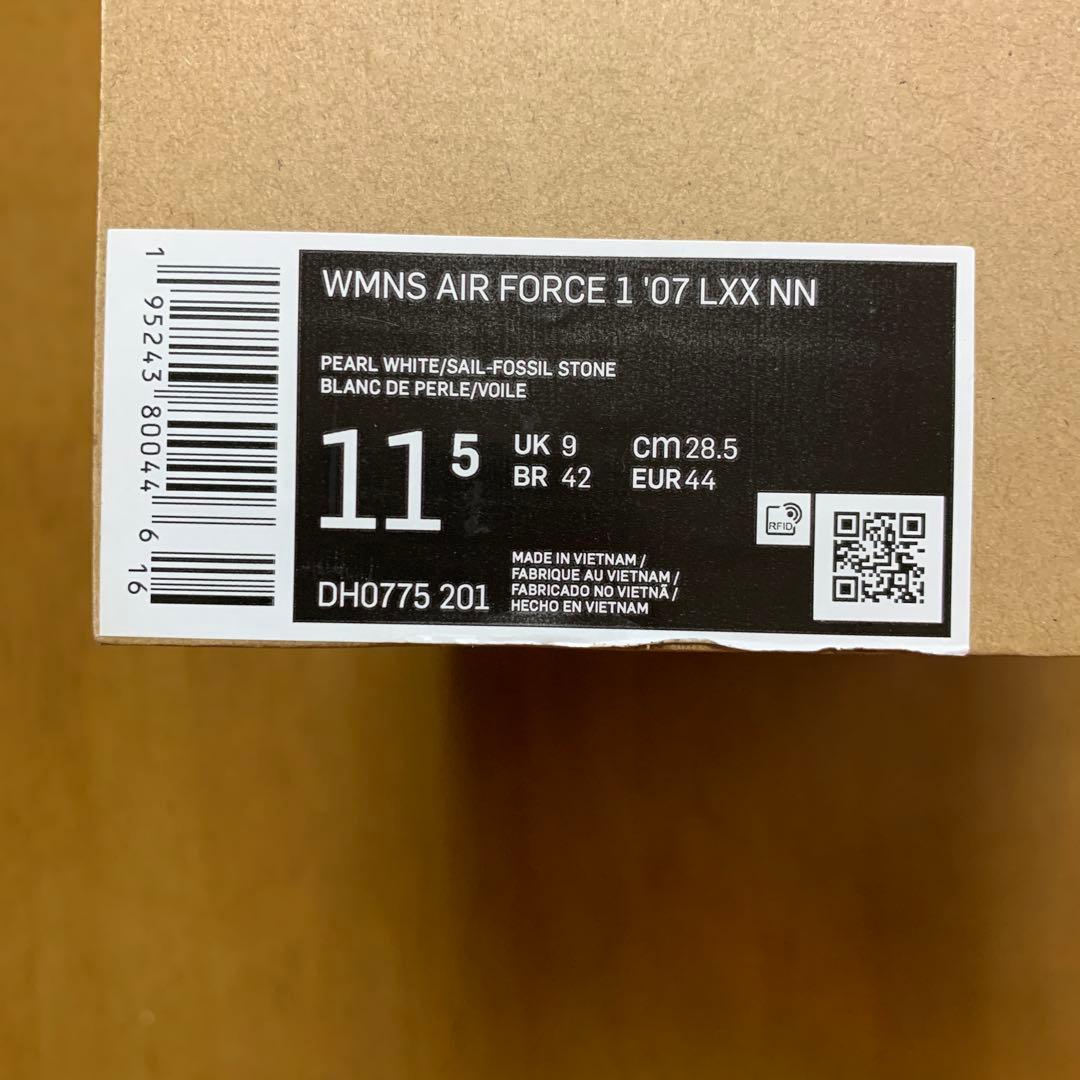 WMNS AIR FORCE 1 '07 LXX NN
PEARL WHITE/SAIL-FOSSIL STONE
BLANC DE PERLE/VOILE
11 5
UK 9
cm 28.5
BR 42
EUR 44
RFID
DH0775 201
MADE IN VIETNAM /
FABRIQUE AU VIETNAM /
FABRICADO NO VIETNÃ /
HECHO EN VIETNAM
1 95243 80044 6 16